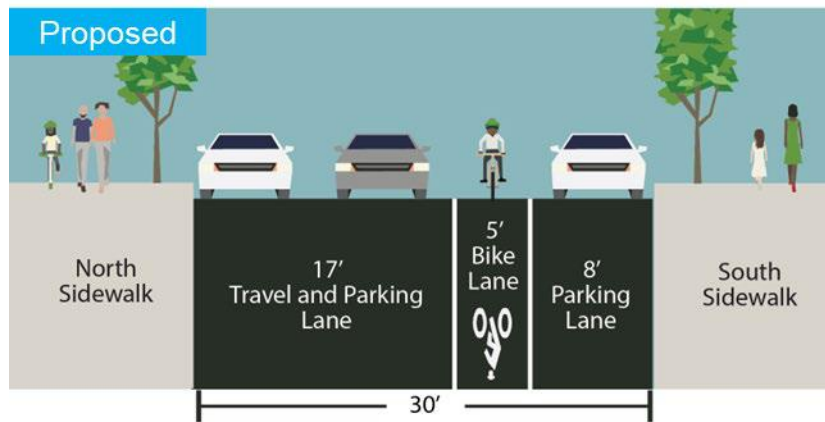 Proposed
North
Sidewalk
17’
Travel and Parking
Lane
5’
Bike
Lane
8’
Parking
Lane
South
Sidewalk
30’